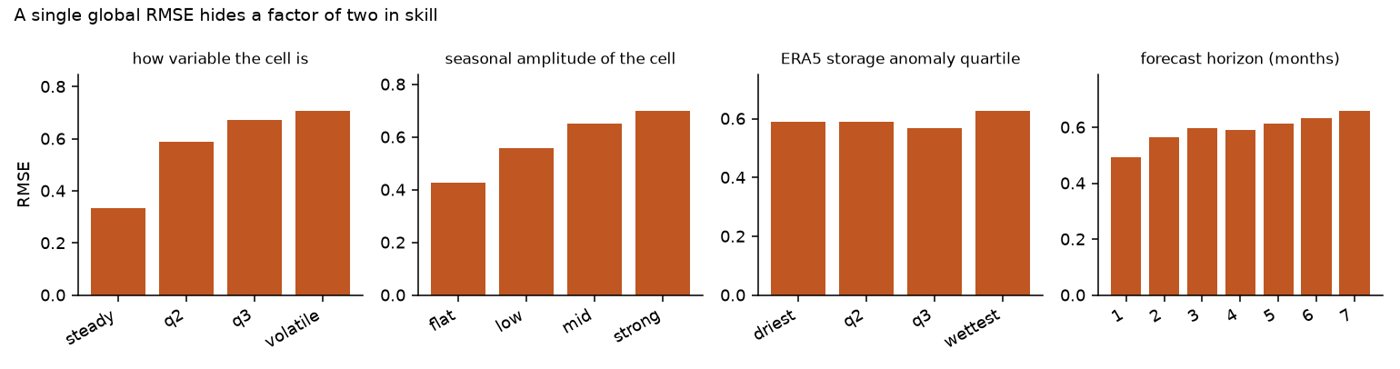 A single global RMSE hides a factor of two in skill
how variable the cell is
RMSE
0.8
0.6
0.4
0.2
0.0
steady
q2
q3
volatile
seasonal amplitude of the cell
0.8
0.6
0.4
0.2
0.0
flat
low
mid
strong
ERA5 storage anomaly quartile
0.6
0.4
0.2
0.0
driest
q2
q3
wettest
forecast horizon (months)
0.6
0.4
0.2
0.0
1
2
3
4
5
6
7